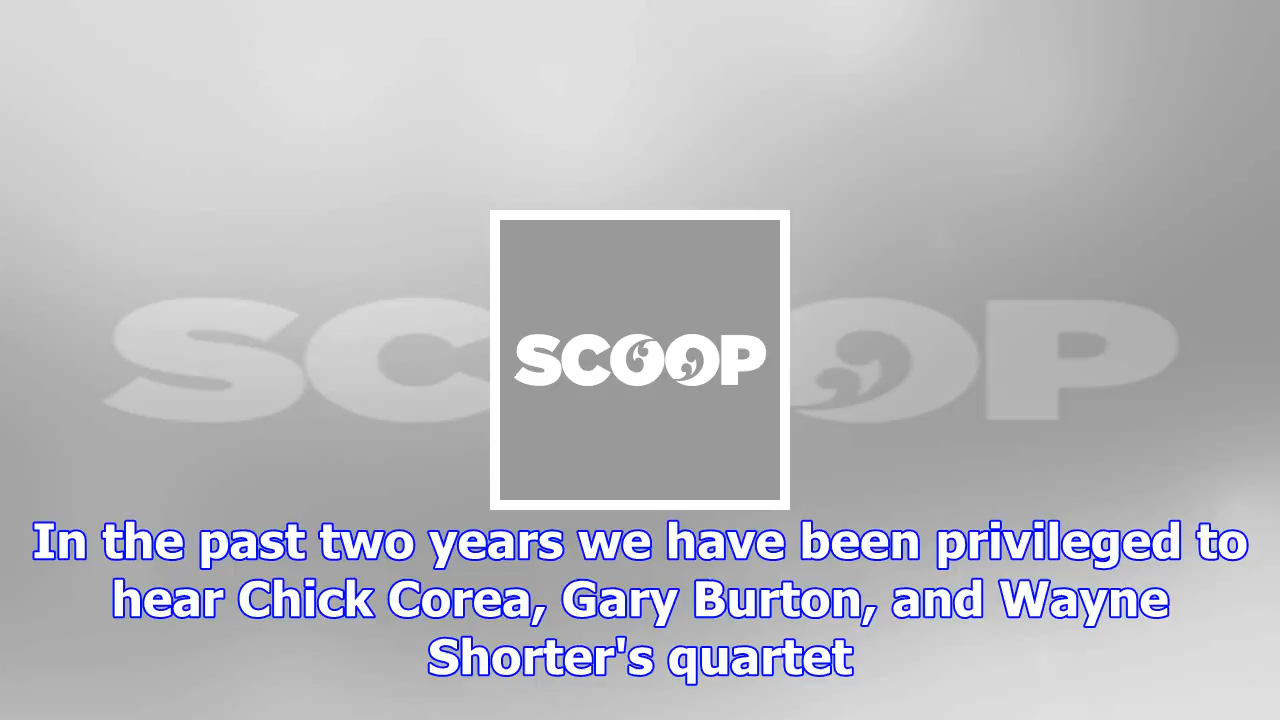 SCOOP
SCOOP
In the past two years we have been privileged to
hear Chick Corea, Gary Burton, and Wayne
Shorter's quartet